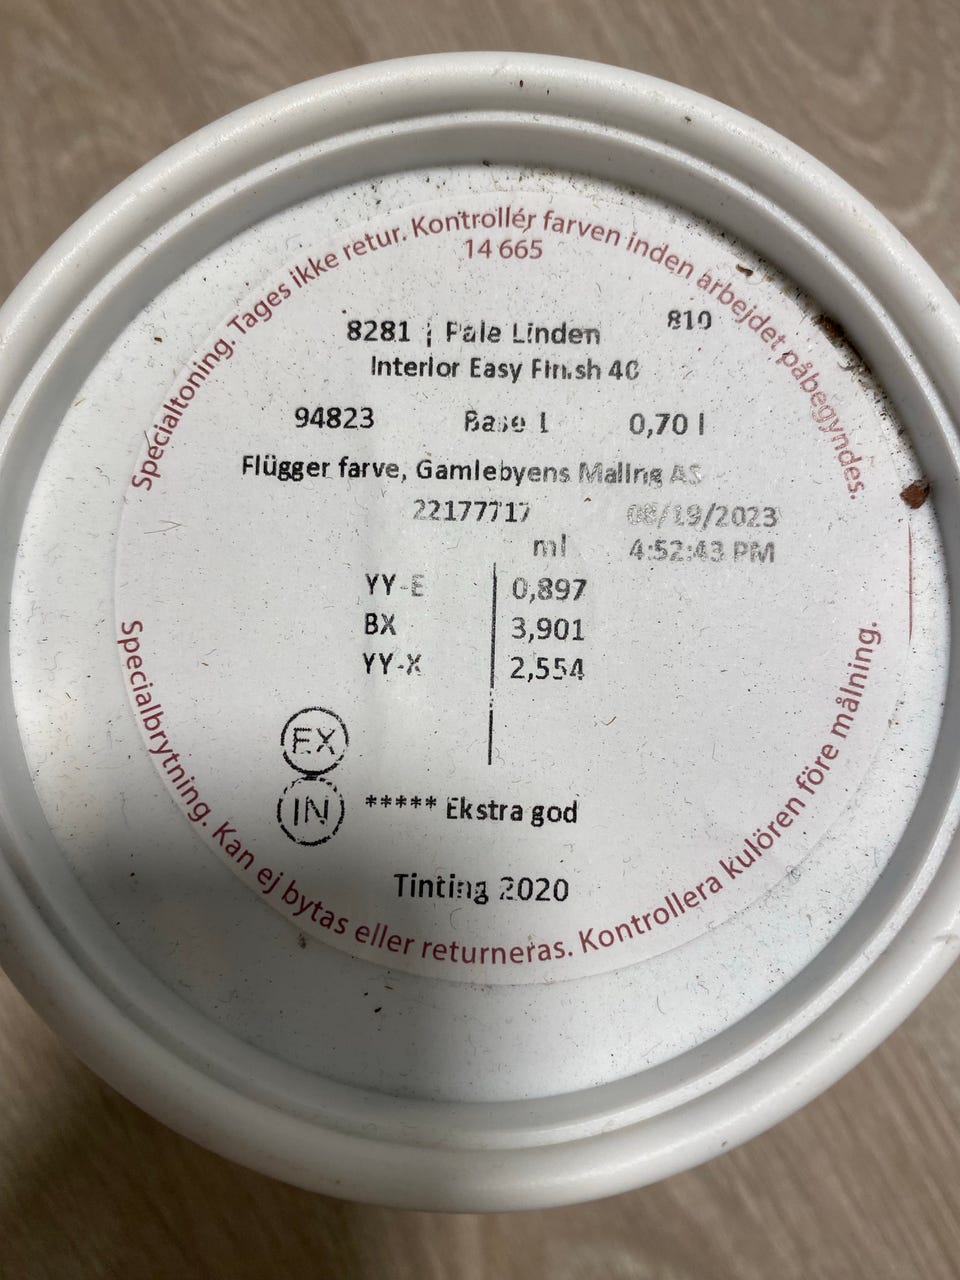 Specialtoning. Tages ikke retur. Kontrollér farven inden arbejdet påbegyndes.
14 665
810
8281 ; Pale Linden
Interior Easy Finish 40
94823 Base 1 0,70 l
Flügger farve, Gamlebyens Maling AS
22177717 08/19/2023
ml 4:52:43 PM
YY-E 0,897
BX 3,901
YY-X 2,554
EX
IN ***** Ekstra god
Tinting 2020
Specialbrytning. Kan ej bytas eller returneras. Kontrollera kulören före målning.